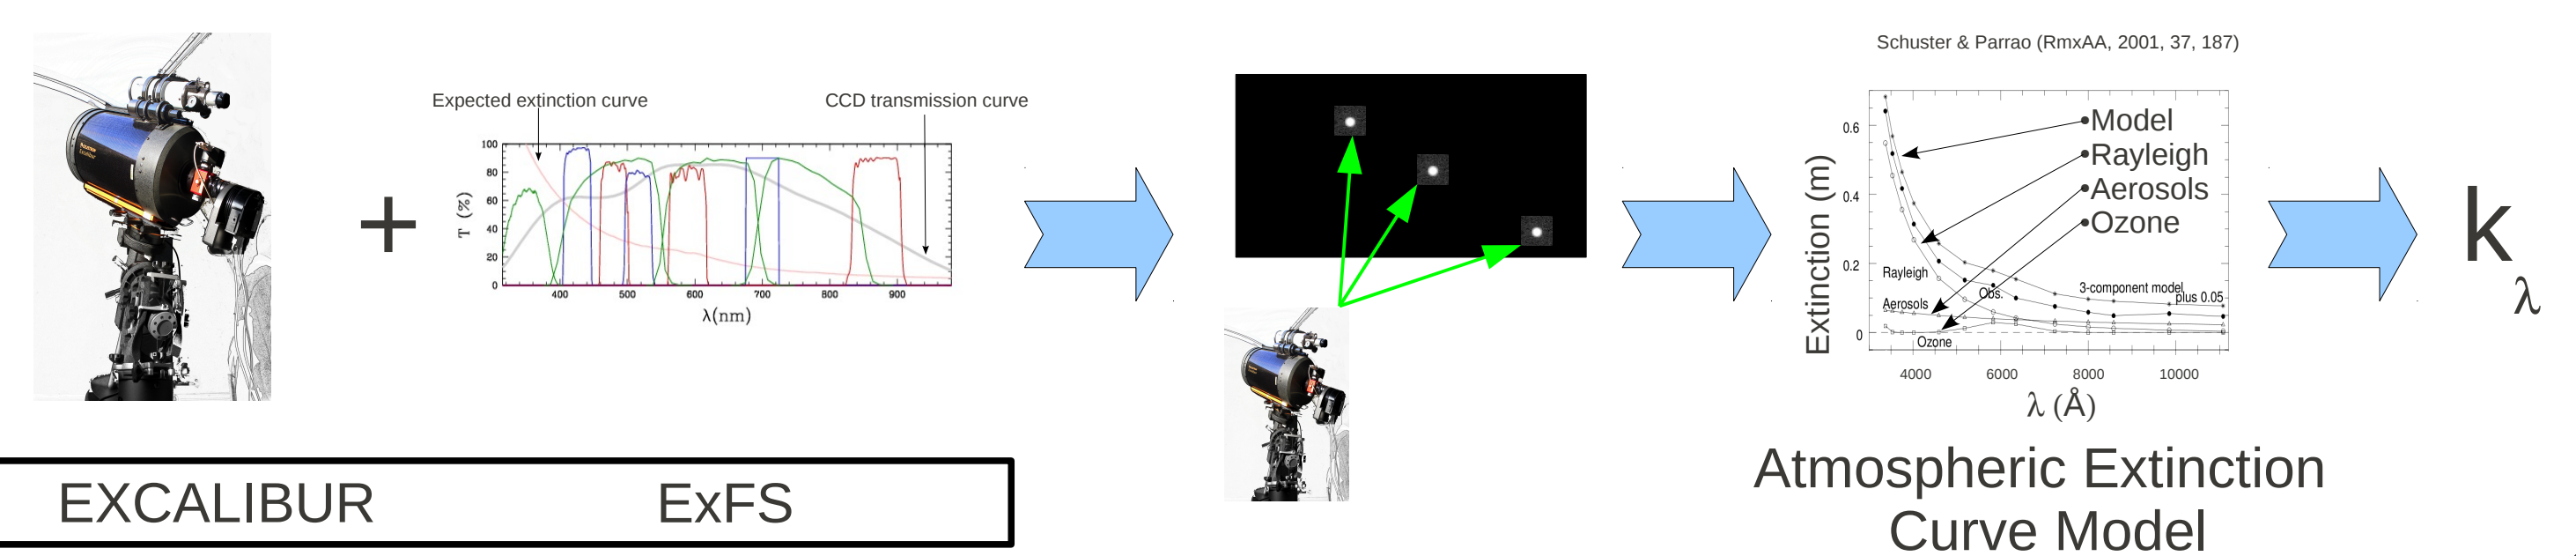 Schuster & Parrao (RmxAA, 2001, 37, 187)
Expected extinction curve
CCD transmission curve
100
80
60
40
20
0
T (%)
400 500 600 700 800 900
λ(nm)
+
Extinction (m)
0.6
0.4
0.2
0
•Model
•Rayleigh
•Aerosols
•Ozone
Rayleigh
Aerosols
Obs.
3-component model
plus 0.05
Ozone
4000 6000 8000 10000
λ (Å)
k
λ
EXCALIBUR ExFS
Atmospheric Extinction
Curve Model